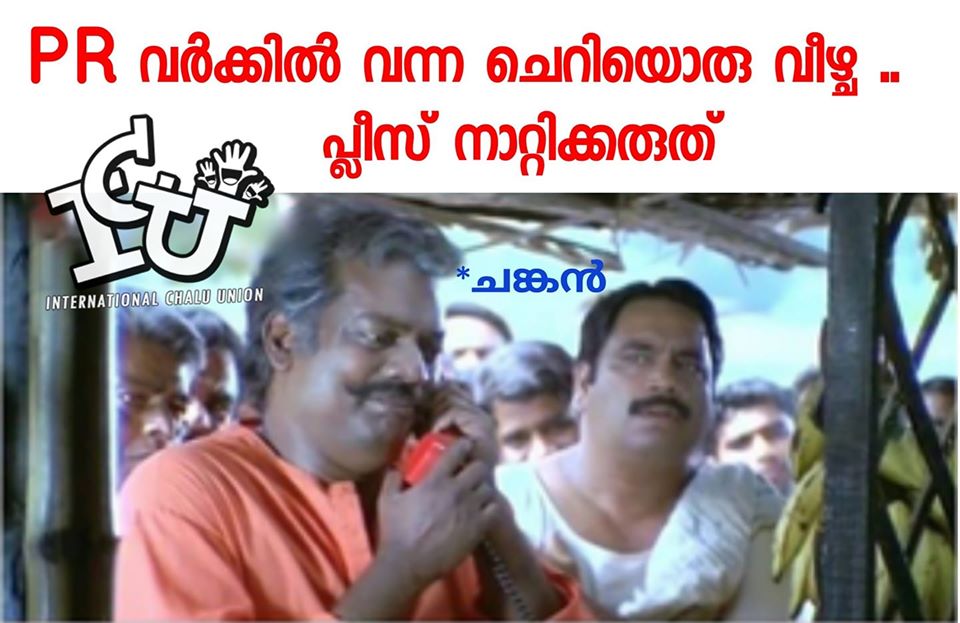 PR വർക്കിൽ വന്ന ചെറിയൊരു വീഴ്ച ..
പ്ലീസ് നാറ്റിക്കരുത്
ICU
INTERNATIONAL CHALU UNION
*ചങ്കൻ